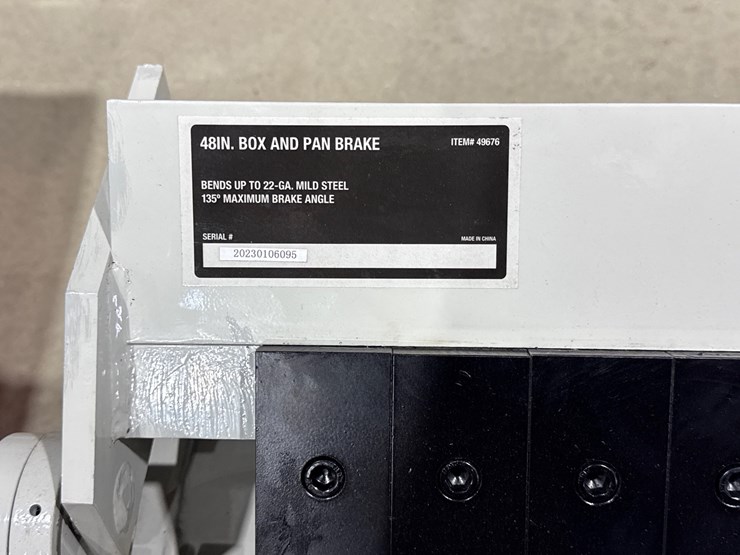 48IN. BOX AND PAN BRAKE
ITEM# 49676
BENDS UP TO 22-GA. MILD STEEL
135° MAXIMUM BRAKE ANGLE
SERIAL #
MADE IN CHINA
20230106095